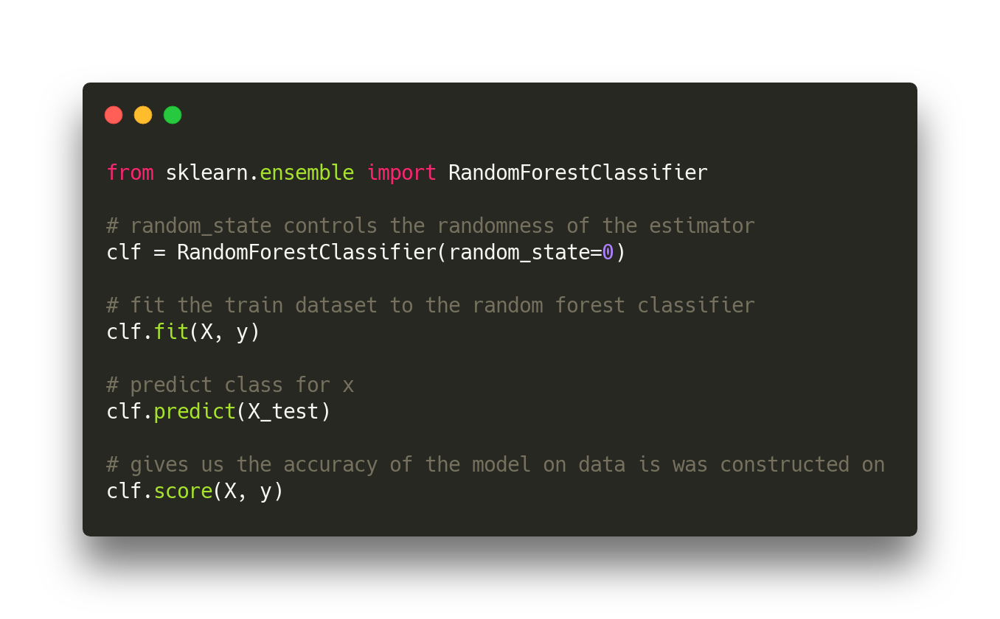 from sklearn.ensemble import RandomForestClassifier
# random_state controls the randomness of the estimator
clf = RandomForestClassifier(random_state=0)
# fit the train dataset to the random forest classifier
clf.fit(X, y)
# predict class for x
clf.predict(X_test)
# gives us the accuracy of the model on data is was constructed on
clf.score(X, y)